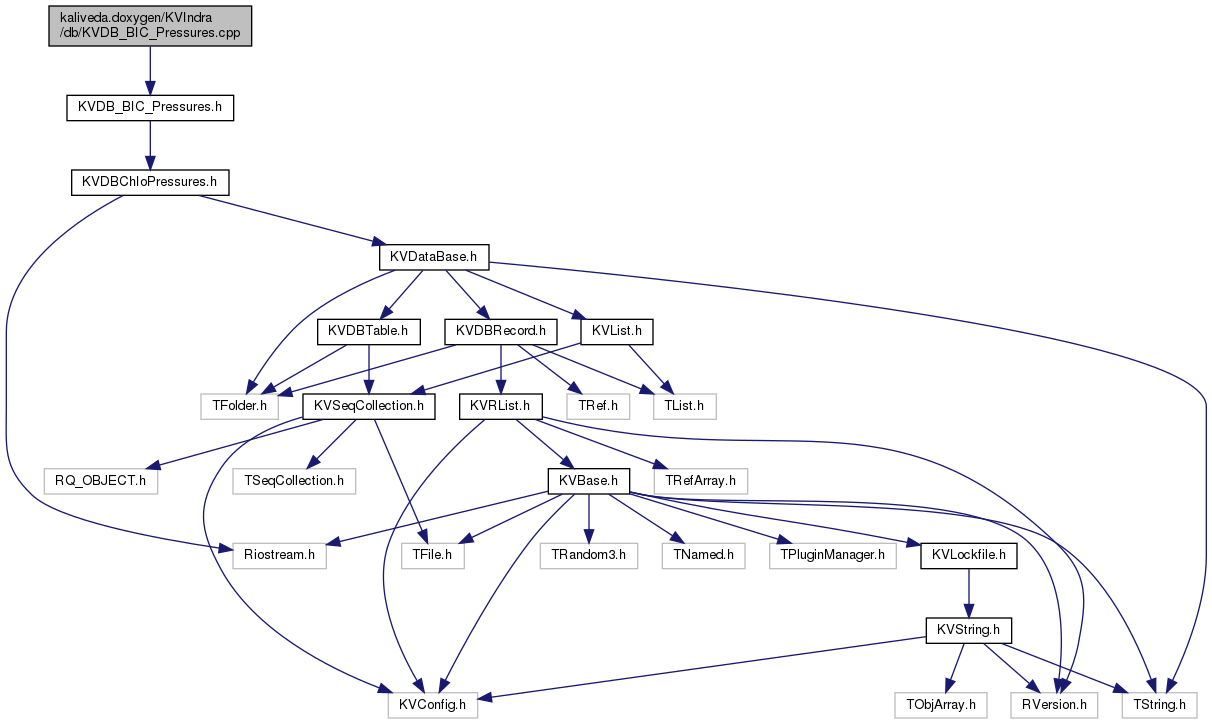 kaliveda.doxygen/KVIndra
/db/KVDB_BIC_Pressures.cpp
KVDB_BIC_Pressures.h
KVDBChIoPressures.h
KVDataBase.h
KVDBTable.h
KVDBRecord.h
KVList.h
TFolder.h
KVSeqCollection.h
KVRList.h
TRef.h
TList.h
RQ_OBJECT.h
TSeqCollection.h
KVBase.h
TRefArray.h
Riostream.h
TFile.h
TRandom3.h
TNamed.h
TPluginManager.h
KVLockfile.h
KVString.h
KVConfig.h
TObjArray.h
RVersion.h
TString.h